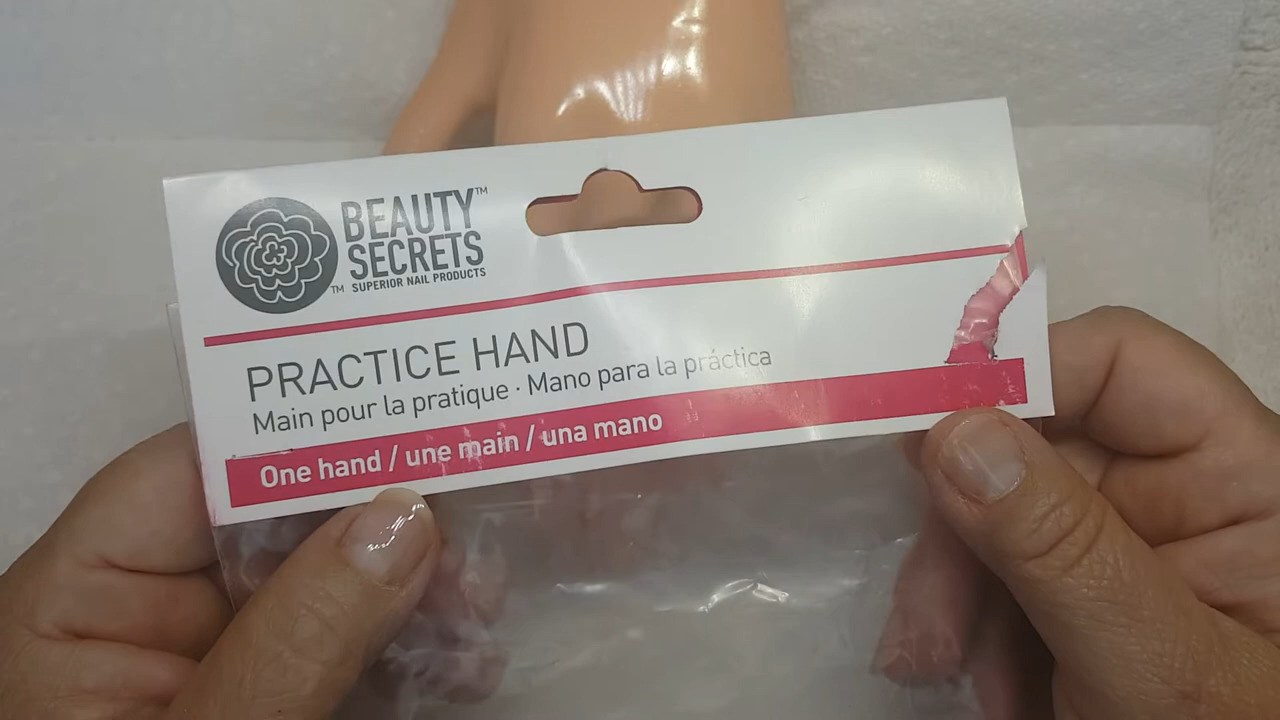 BEAUTY™
SECRETS
™ SUPERIOR NAIL PRODUCTS
PRACTICE HAND
Main pour la pratique · Mano para la práctica
One hand / une main / una mano